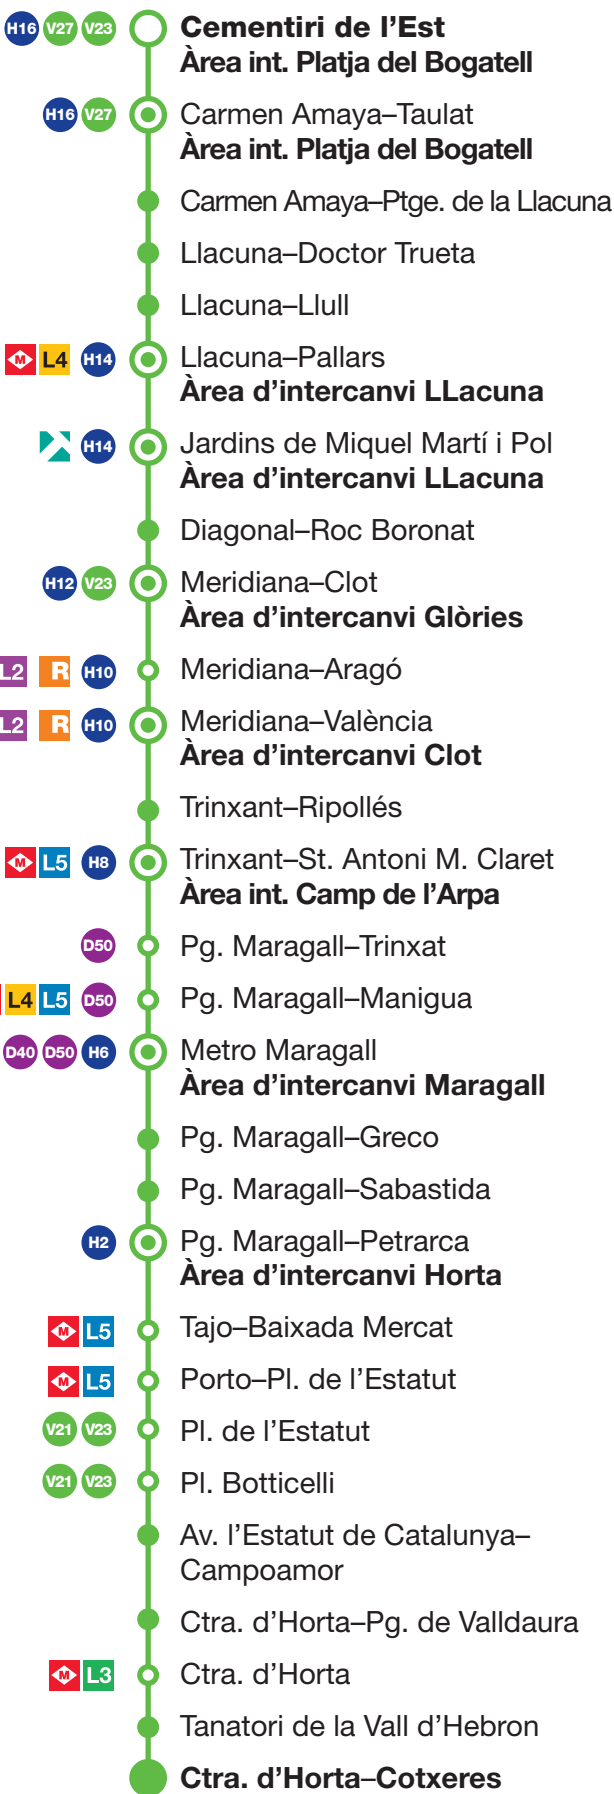 H16 V27 V23 Cementiri de l’Est
Àrea int. Platja del Bogatell
H16 V27 Carmen Amaya–Taulat
Àrea int. Platja del Bogatell
Carmen Amaya–Ptge. de la Llacuna
Llacuna–Doctor Trueta
Llacuna–Llull
M L4 H14 Llacuna–Pallars
Àrea d’intercanvi LLacuna
H14 Jardins de Miquel Martí i Pol
Àrea d’intercanvi LLacuna
Diagonal–Roc Boronat
H12 V23 Meridiana–Clot
Àrea d’intercanvi Glòries
L2 R H10 Meridiana–Aragó
L2 R H10 Meridiana–València
Àrea d’intercanvi Clot
Trinxant–Ripollés
M L5 H8 Trinxant–St. Antoni M. Claret
Àrea int. Camp de l’Arpa
D50 Pg. Maragall–Trinxat
L4 L5 D50 Pg. Maragall–Manigua
D40 D50 H6 Metro Maragall
Àrea d’intercanvi Maragall
Pg. Maragall–Greco
Pg. Maragall–Sabastida
H2 Pg. Maragall–Petrarca
Àrea d’intercanvi Horta
M L5 Tajo–Baixada Mercat
M L5 Porto–Pl. de l’Estatut
V21 V23 Pl. de l’Estatut
V21 V23 Pl. Botticelli
Av. l’Estatut de Catalunya–
Campoamor
Ctra. d’Horta–Pg. de Valldaura
M L3 Ctra. d’Horta
Tanatori de la Vall d’Hebron
Ctra. d’Horta–Cotxeres